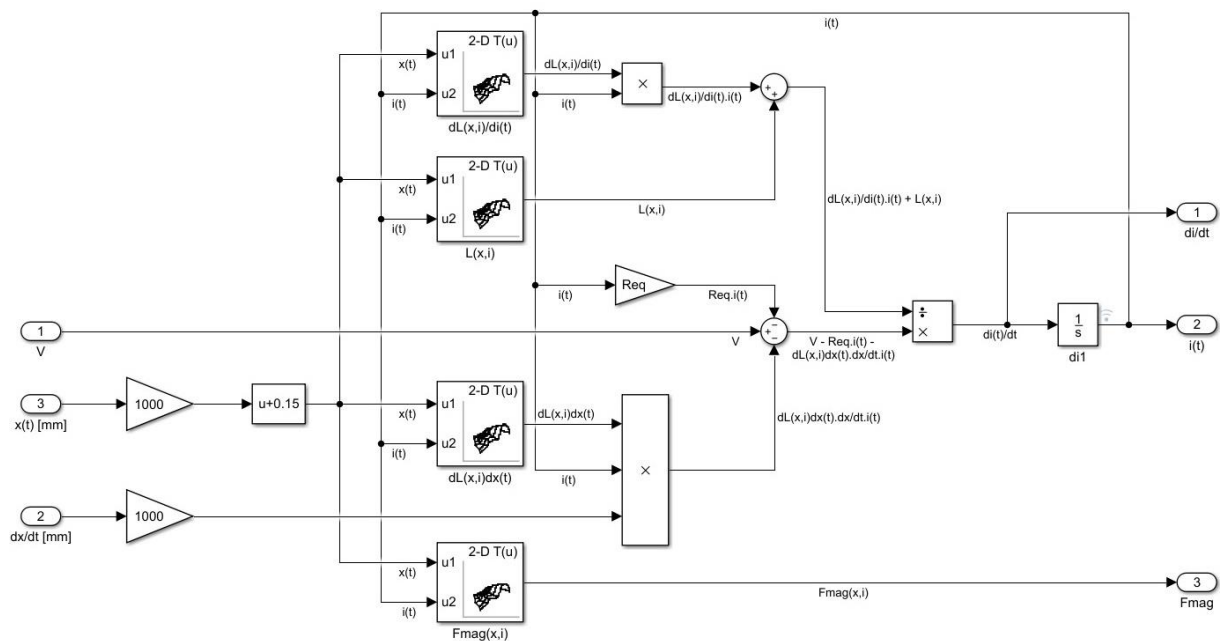 i(t)
2-D T(u)
u1
u2
x(t)
i(t)
dL(x,i)/di(t)
dL(x,i)/di(t)
i(t)
×
dL(x,i)/di(t).i(t)
+
+
2-D T(u)
u1
u2
x(t)
i(t)
L(x,i)
L(x,i)
dL(x,i)/di(t).i(t) + L(x,i)
1
di/dt
i(t)
Req
Req.i(t)
1
V
V
+
−
−
V - Req.i(t) -
dL(x,i)dx(t).dx/dt.i(t)
÷
×
di(t)/dt
1
s
di1
2
i(t)
3
x(t) [mm]
1000
u+0.15
2-D T(u)
u1
u2
x(t)
i(t)
dL(x,i)dx(t)
dL(x,i)dx(t)
i(t)
×
dL(x,i)dx(t).dx/dt.i(t)
2
dx/dt [mm]
1000
2-D T(u)
u1
u2
x(t)
i(t)
Fmag(x,i)
Fmag(x,i)
3
Fmag